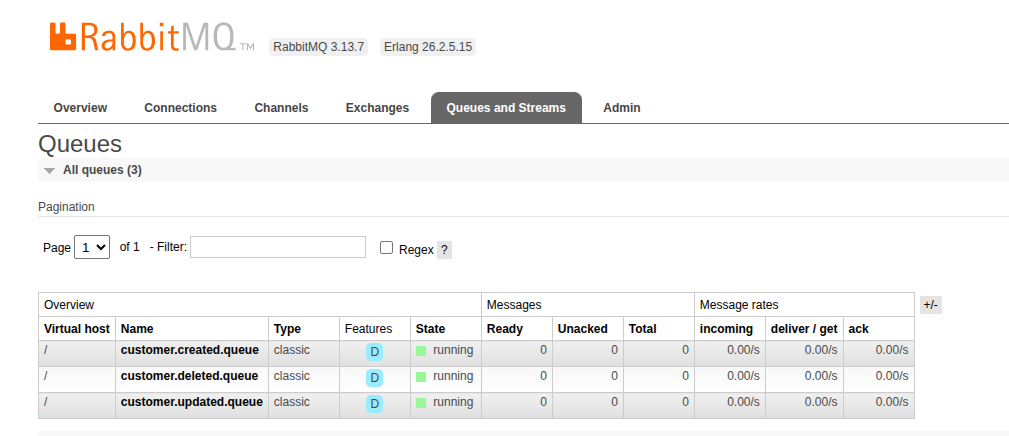 RabbitMQ TM RabbitMQ 3.13.7 Erlang 26.2.5.15
Overview Connections Channels Exchanges Queues and Streams Admin
Queues
All queues (3)
Pagination
Page 1 of 1 - Filter: Regex ?
Overview Messages Message rates +/-
Virtual host Name Type Features State Ready Unacked Total incoming deliver / get ack
/ customer.created.queue classic D running 0 0 0 0.00/s 0.00/s 0.00/s
/ customer.deleted.queue classic D running 0 0 0 0.00/s 0.00/s 0.00/s
/ customer.updated.queue classic D running 0 0 0 0.00/s 0.00/s 0.00/s